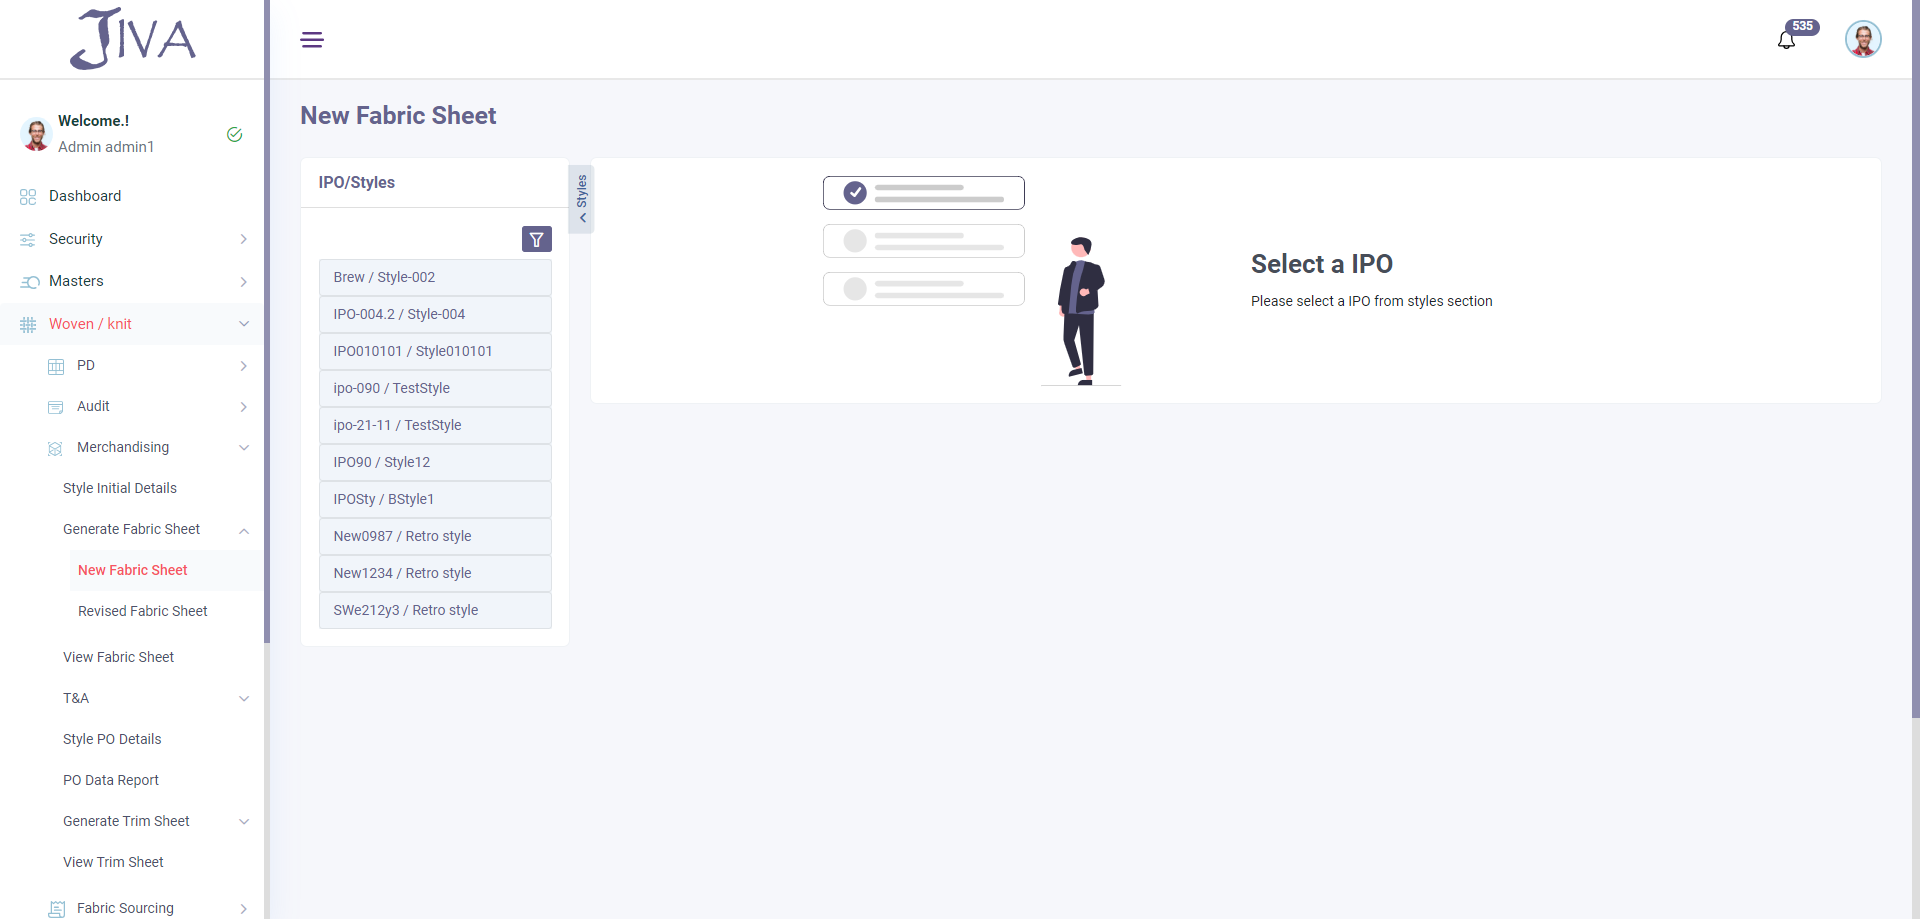 JIVA
535
Welcome.!
Admin admin1
Dashboard
Security
Masters
Woven / knit
PD
Audit
Merchandising
Style Initial Details
Generate Fabric Sheet
New Fabric Sheet
Revised Fabric Sheet
View Fabric Sheet
T&A
Style PO Details
PO Data Report
Generate Trim Sheet
View Trim Sheet
Fabric Sourcing
New Fabric Sheet
IPO/Styles
Styles
Brew / Style-002
IPO-004.2 / Style-004
IPO010101 / Style010101
ipo-090 / TestStyle
ipo-21-11 / TestStyle
IPO90 / Style12
IPOSty / BStyle1
New0987 / Retro style
New1234 / Retro style
SWe212y3 / Retro style
Select a IPO
Please select a IPO from styles section